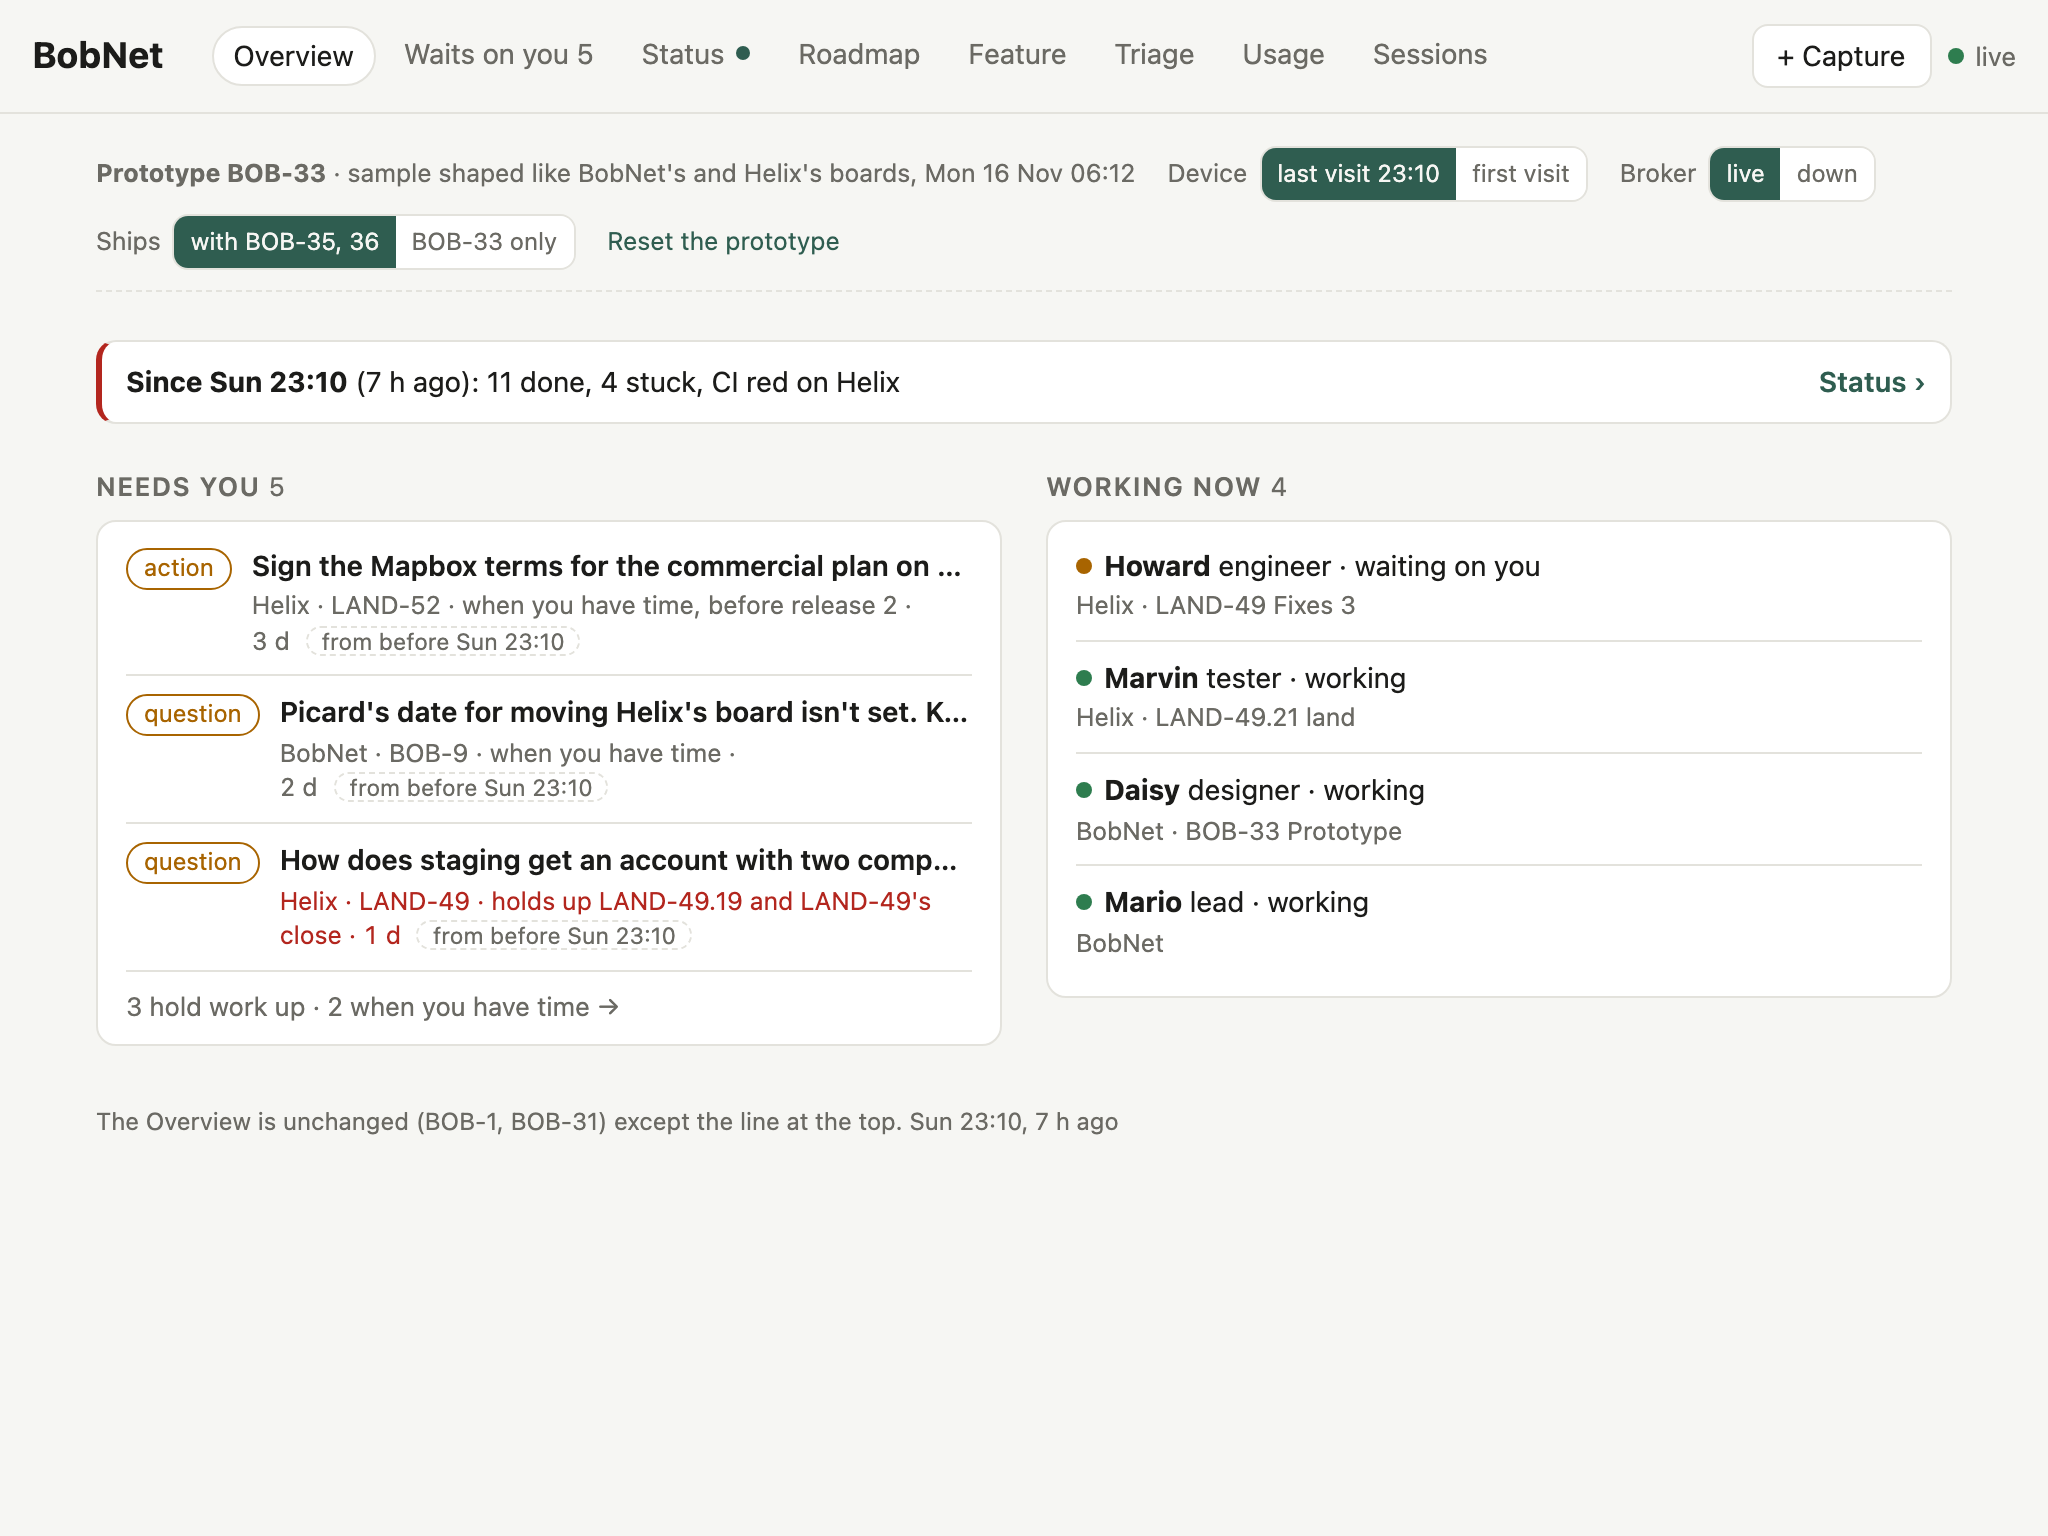 BobNet Overview Waits on you 5 Status Roadmap Feature Triage Usage Sessions + Capture live
Prototype BOB-33 · sample shaped like BobNet's and Helix's boards, Mon 16 Nov 06:12 Device last visit 23:10 first visit Broker live down
Ships with BOB-35, 36 BOB-33 only Reset the prototype
Since Sun 23:10 (7 h ago): 11 done, 4 stuck, CI red on Helix Status ›
NEEDS YOU 5
action Sign the Mapbox terms for the commercial plan on ...
Helix · LAND-52 · when you have time, before release 2 ·
3 d from before Sun 23:10
question Picard's date for moving Helix's board isn't set. K...
BobNet · BOB-9 · when you have time ·
2 d from before Sun 23:10
question How does staging get an account with two comp...
Helix · LAND-49 · holds up LAND-49.19 and LAND-49's
close · 1 d from before Sun 23:10
3 hold work up · 2 when you have time →
WORKING NOW 4
Howard engineer · waiting on you
Helix · LAND-49 Fixes 3
Marvin tester · working
Helix · LAND-49.21 land
Daisy designer · working
BobNet · BOB-33 Prototype
Mario lead · working
BobNet
The Overview is unchanged (BOB-1, BOB-31) except the line at the top. Sun 23:10, 7 h ago